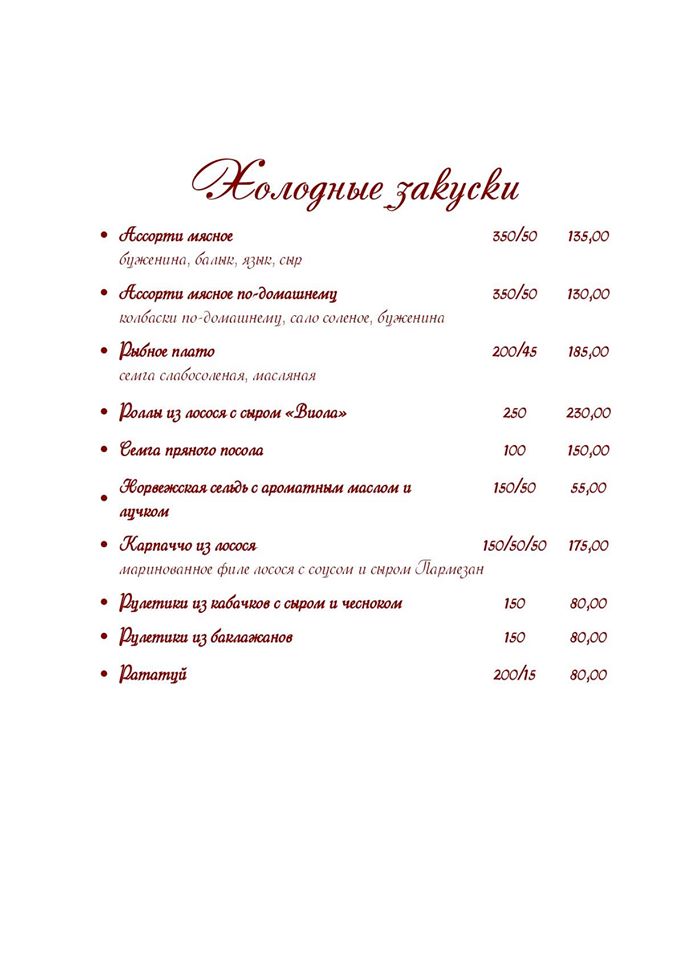 Холодные закуски
• Ассорти мясное 350/50 135,00
буженина, балык, язык, сыр
• Ассорти мясное по-домашнему 350/50 130,00
колбаски по-домашнему, сало соленое, буженина
• Рыбное плато 200/45 185,00
семга слабосоленая, масляная
• Роллы из лосося с сыром «Виола» 250 230,00
• Семга пряного посола 100 150,00
• Норвежская сельдь с ароматным маслом и 150/50 55,00
лучком
• Карпаччо из лосося 150/50/50 175,00
маринованное филе лосося с соусом и сыром Пармезан
• Рулетики из кабачков с сыром и чесноком 150 80,00
• Рулетики из баклажанов 150 80,00
• Рататуй 200/15 80,00